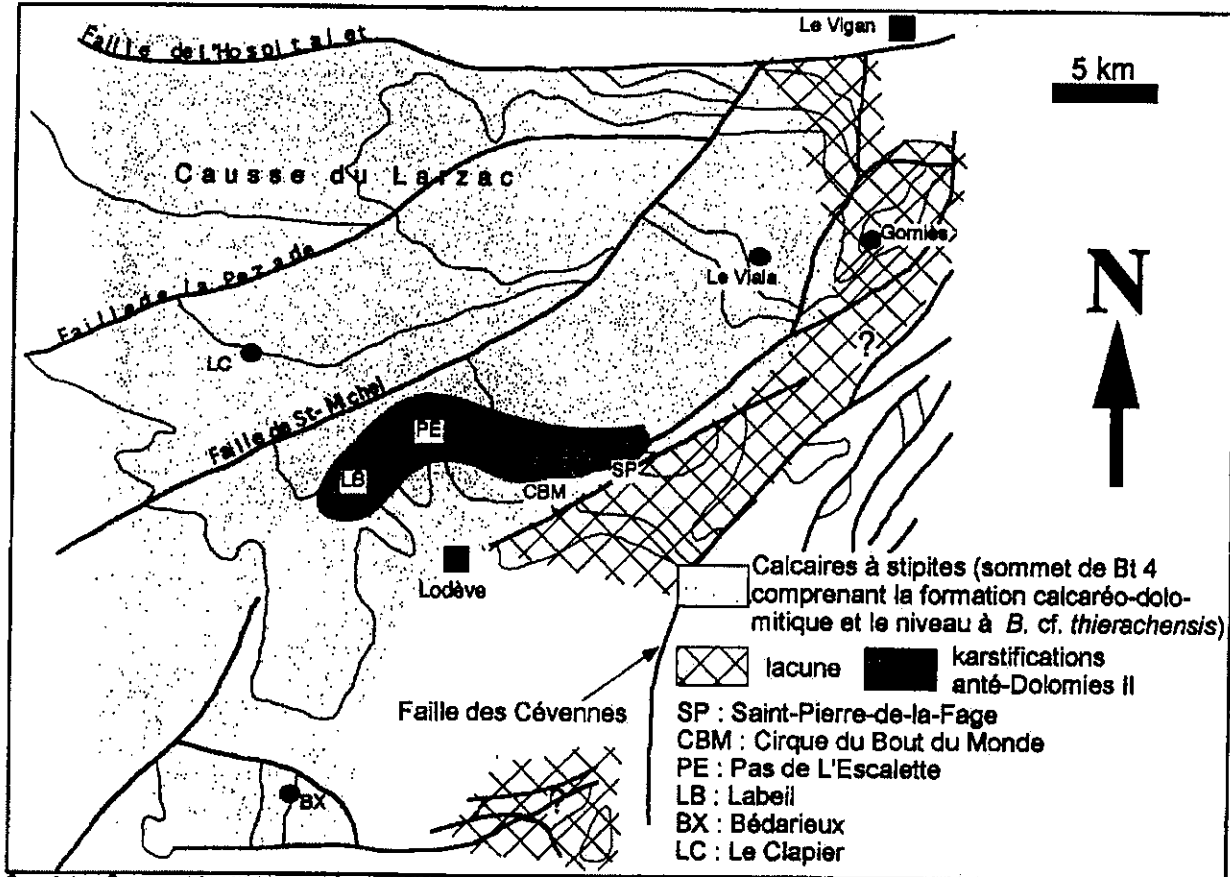 Le Vigan
Faille de l'Hospitalet
5 km
Causse du Larzac
Gorniès
Le Viala
Faille de la Pezade
N
?
LC
Faille de St-Michel
PE
LB
SP
CBM
Lodève
Calcaires à stipites (sommet de Bt 4
comprenant la formation calcaréo-dolo-
mitique et le niveau à B. cf. thierachensis)
lacune
karstifications
anté-Dolomies II
Faille des Cévennes
SP : Saint-Pierre-de-la-Fage
CBM : Cirque du Bout du Monde
PE : Pas de L'Escalette
LB : Labeil
BX : Bédarieux
LC : Le Clapier
BX
?